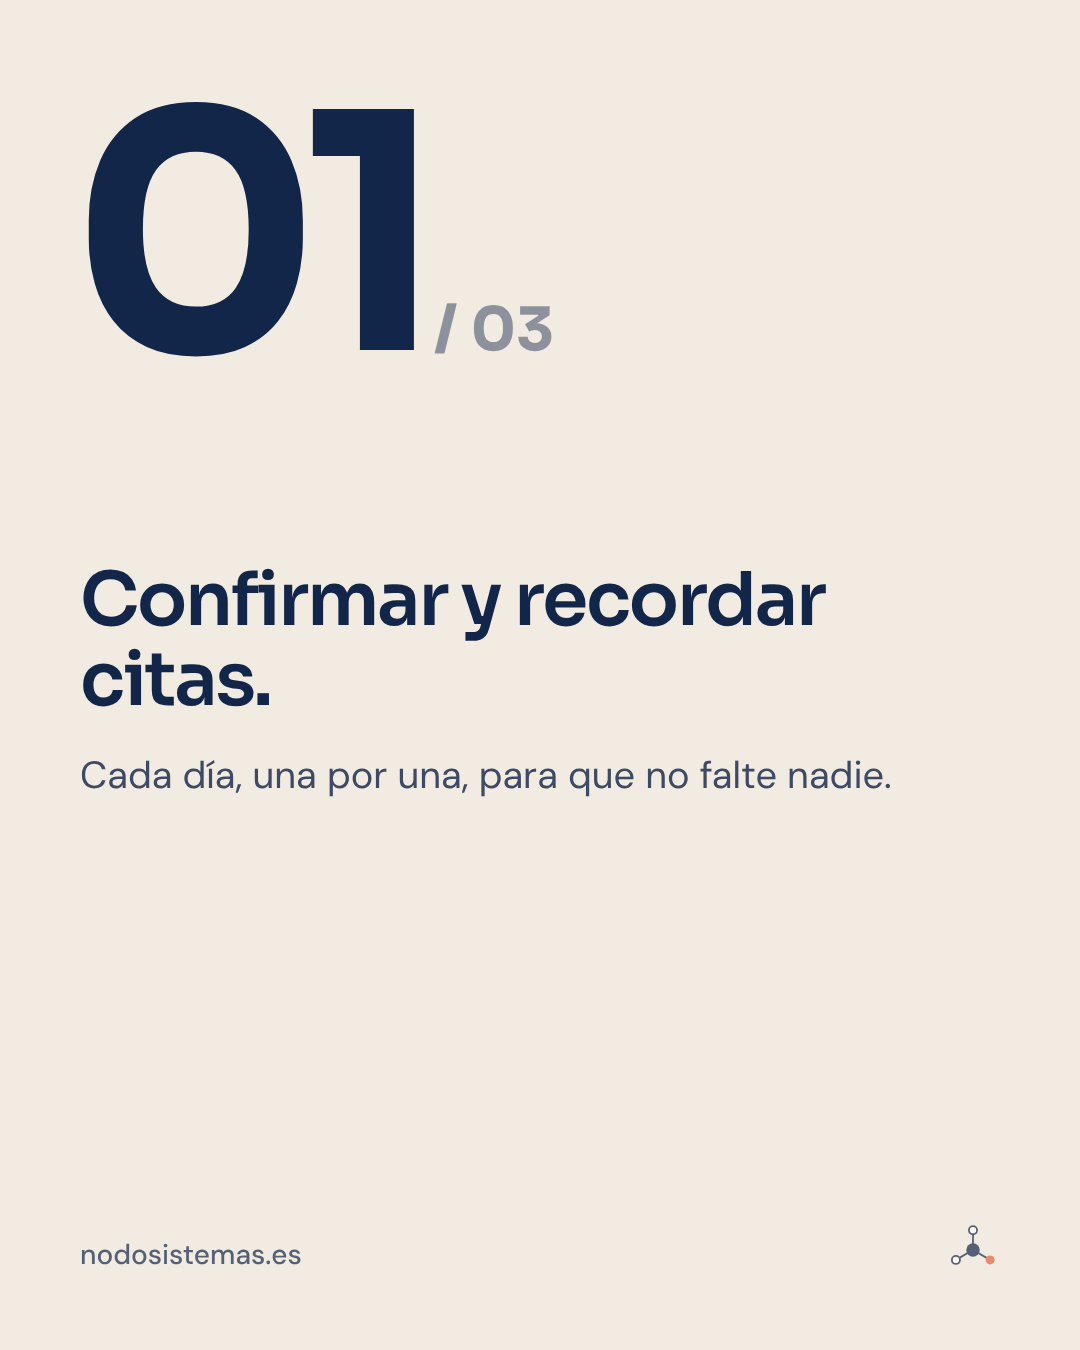 01 / 03
Confirmar y recordar
citas.
Cada día, una por una, para que no falte nadie.
nodosistemas.es